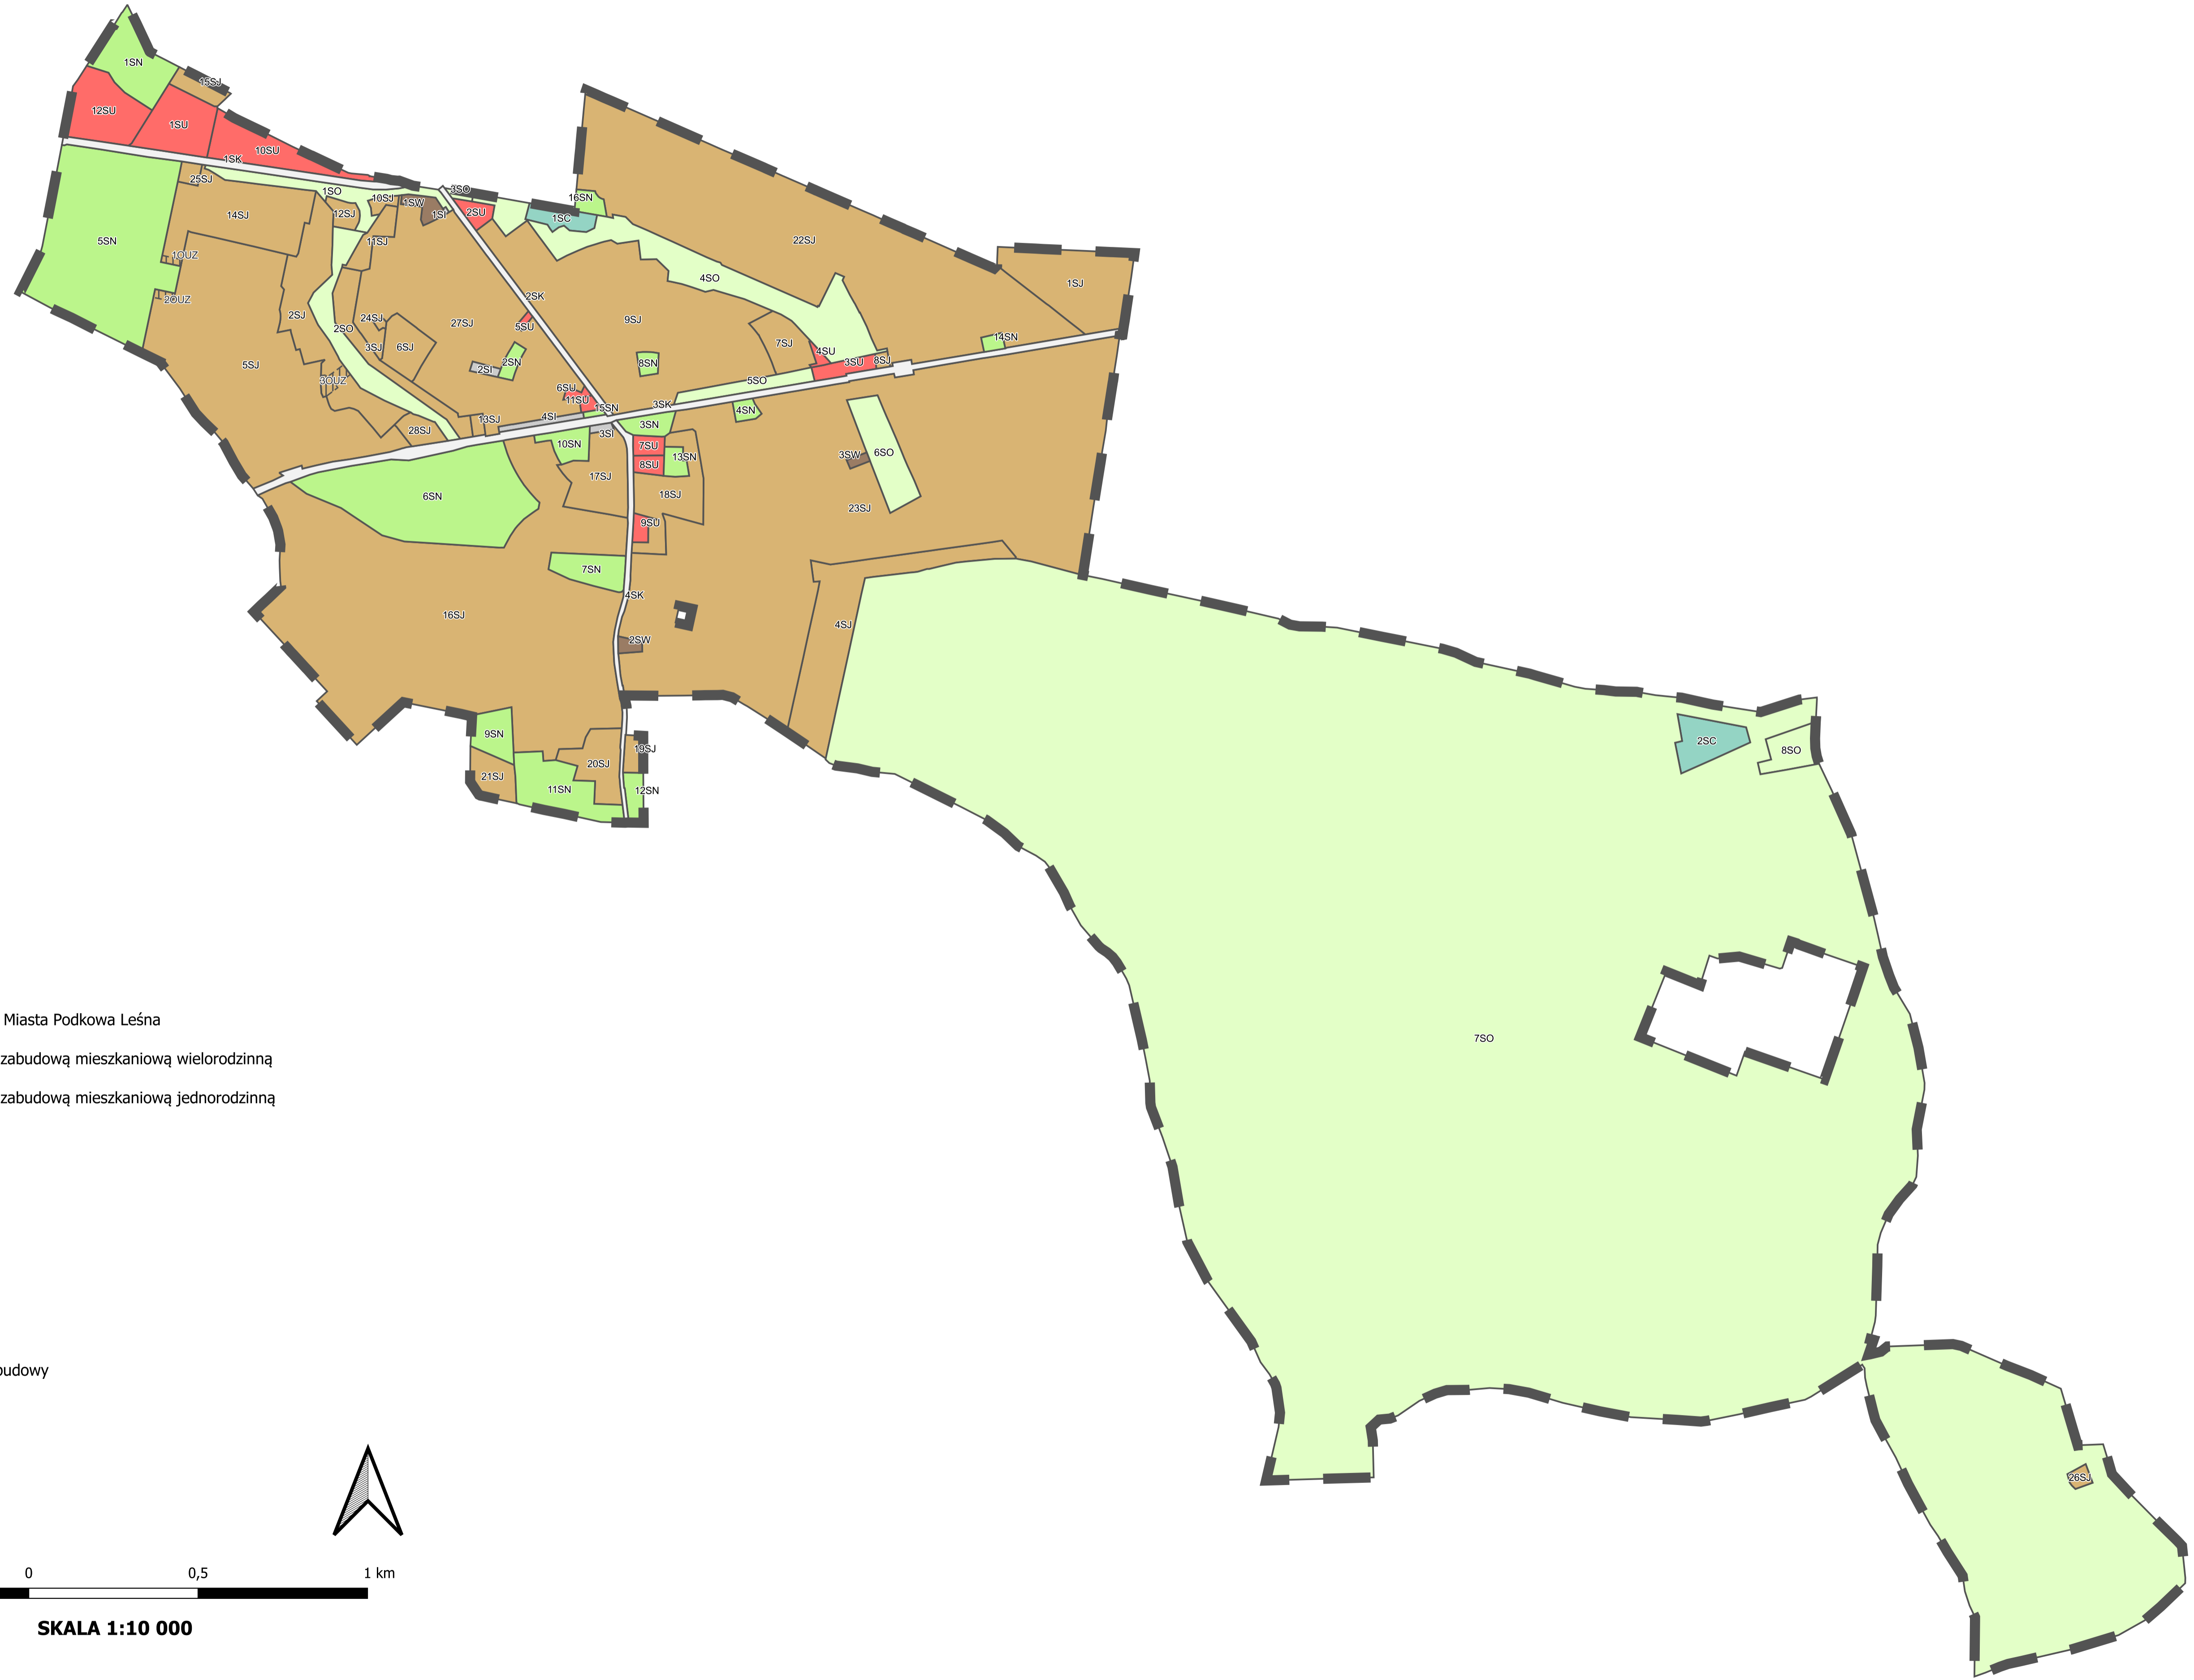 1SN
15SJ
12SU
1SU
10SU
1SK
25SJ
3SO
1SO
10SJ
1SW
16SN
12SJ
1SI
2SU
1SC
14SJ
5SN
11SJ
22SJ
1OUZ
4SO
1SJ
2OUZ
2SK
2SJ
24SJ
9SJ
2SO
27SJ
5SU
14SN
3SJ
6SJ
7SJ
4SU
5SJ
2SN
8SN
3SU
8SJ
2SI
3OUZ
5SO
6SU
11SU
3SK
15SN
4SN
4SI
13SJ
3SN
28SJ
3SI
10SN
7SU
6SO
3SW
13SN
8SU
17SJ
6SN
18SJ
23SJ
9SU
7SN
4SK
16SJ
4SJ
2SW
9SN
2SC
19SJ
8SO
20SJ
21SJ
11SN
12SN
Miasta Podkowa Leśna
7SO
zabudową mieszkaniową wielorodzinną
zabudową mieszkaniową jednorodzinną
budowy
26SJ
0 0,5 1 km
SKALA 1:10 000